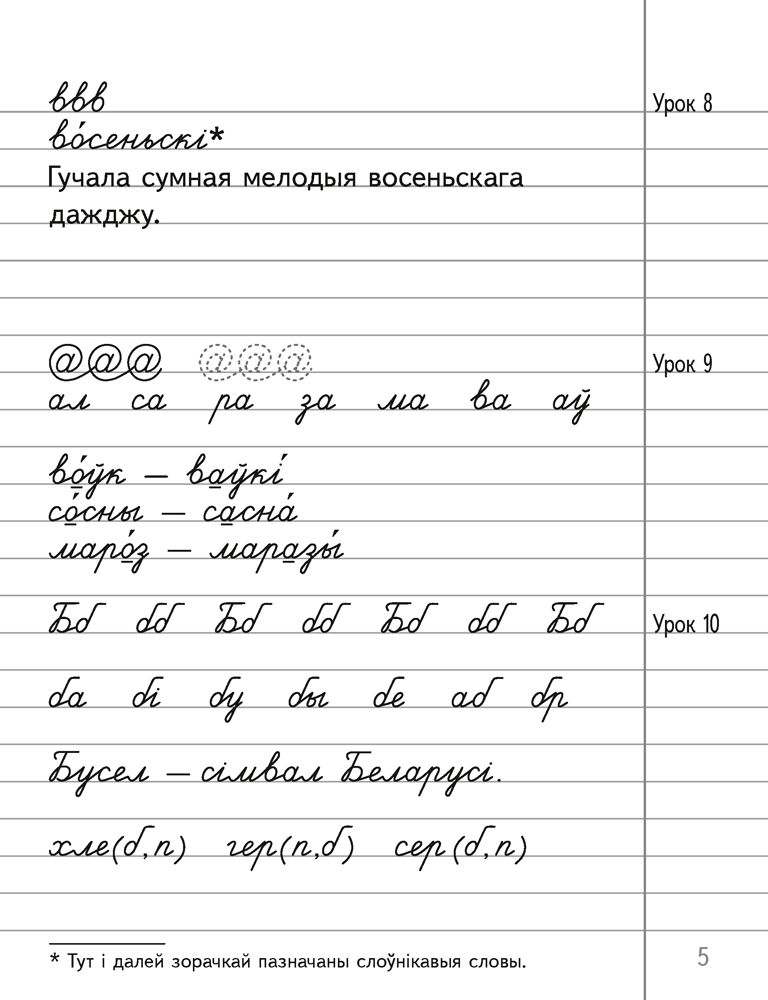 ввв
Урок 8
во́сеньскі*
Гучала сумная мелодыя восеньскага
дажджу.
@@@ @@@
Урок 9
ал са ра за ма ва аў
во́ўк — ваўкі́
со́сны — сасна́
маро́з — маразы́
Бб бб Бб бб Бб бб Бб
Урок 10
ба бі бу бы бе аб бр
Бусел — сімвал Беларусі.
хле(б,п) гер(п,б) сер(б,п)
* Тут і далей зорачкай пазначаны слоўнікавыя словы.
5